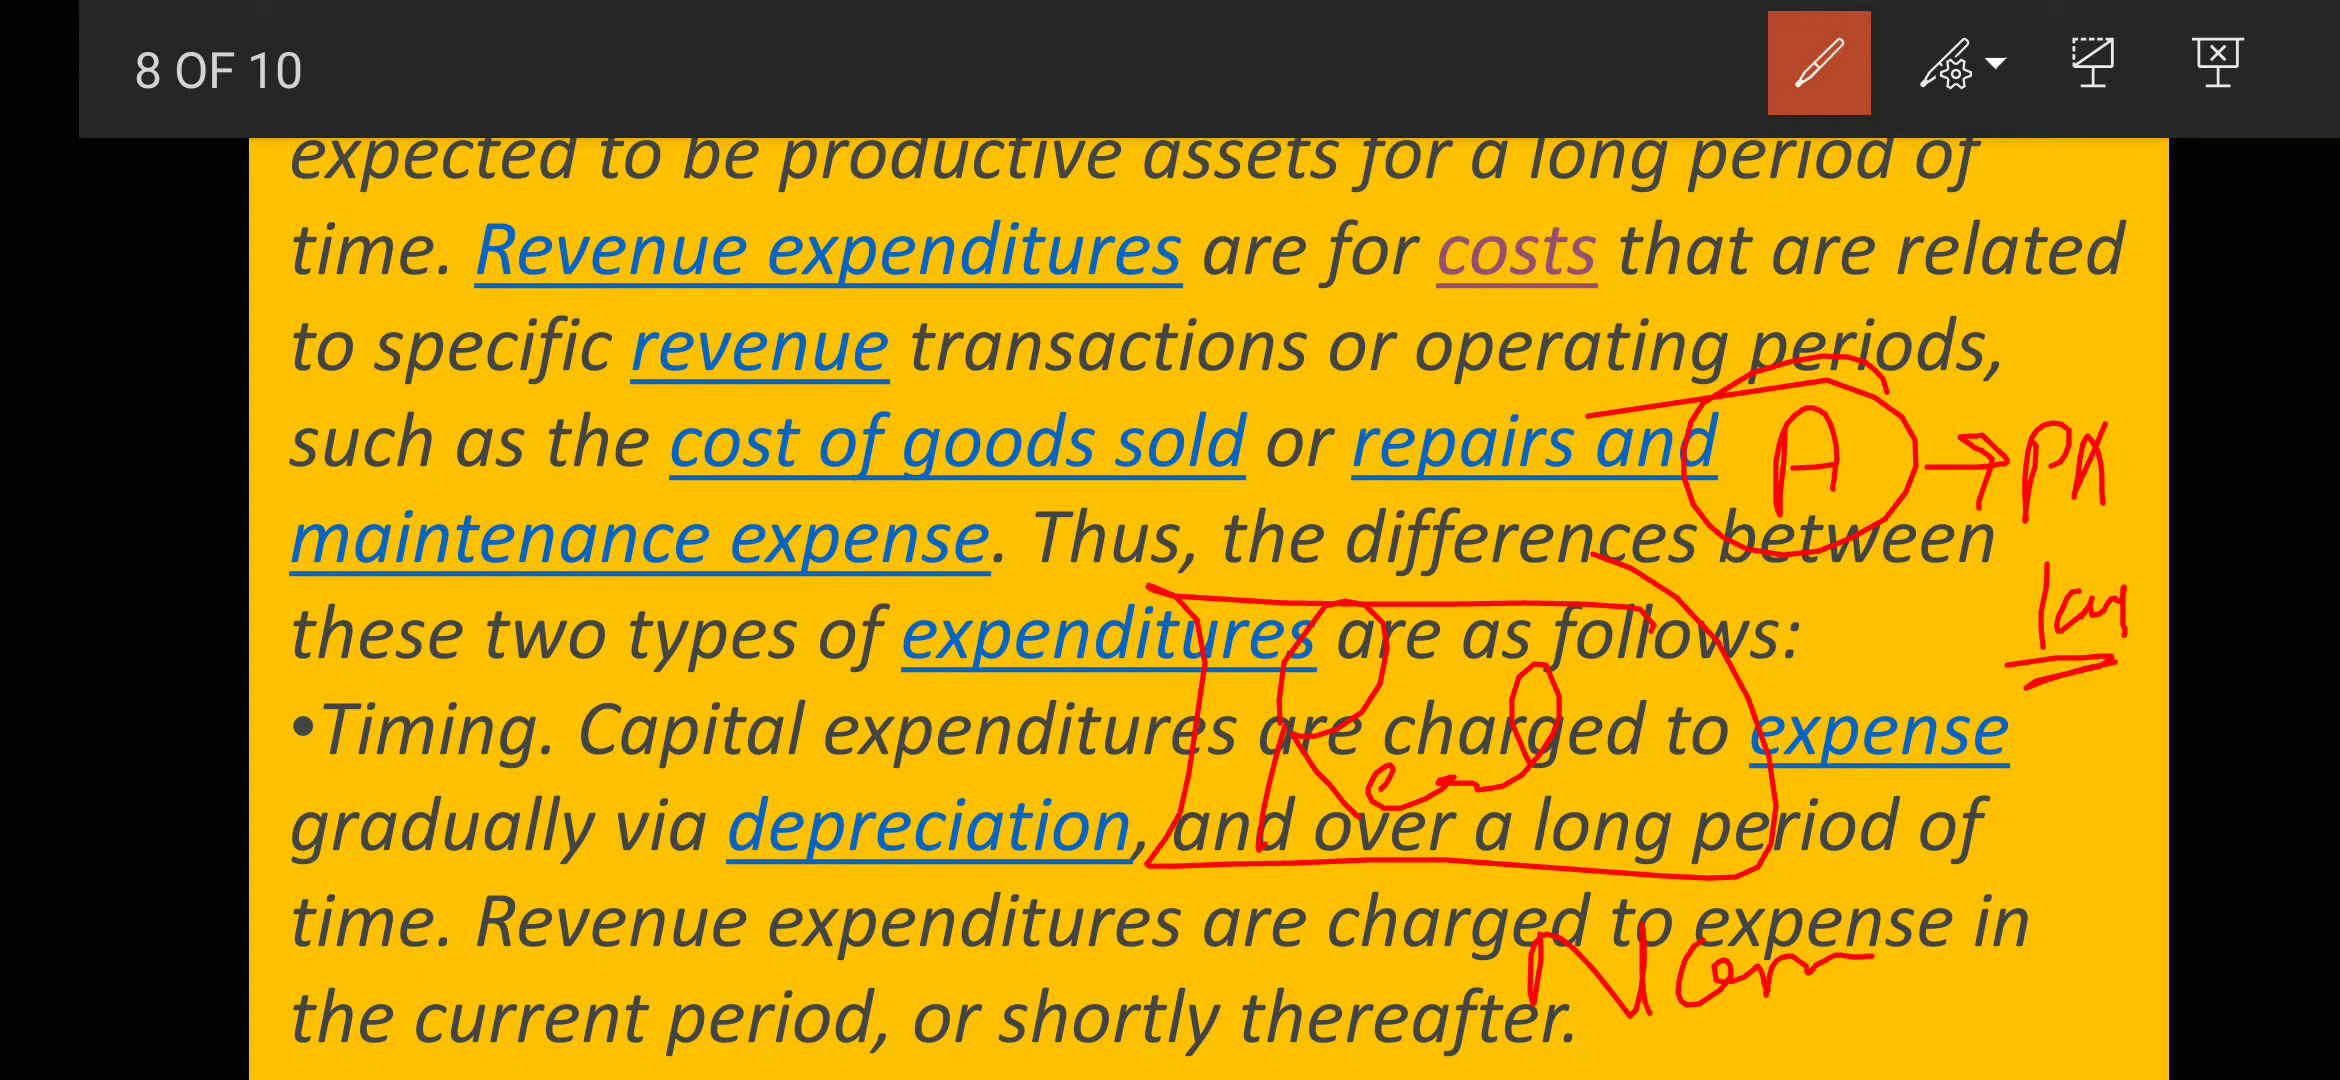 8 OF 10
expected to be productive assets for a long period of
time. Revenue expenditures are for costs that are related
to specific revenue transactions or operating periods,
such as the cost of goods sold or repairs and
maintenance expense. Thus, the differences between
these two types of expenditures are as follows:
•Timing. Capital expenditures are charged to expense
gradually via depreciation, and over a long period of
time. Revenue expenditures are charged to expense in
the current period, or shortly thereafter.
A